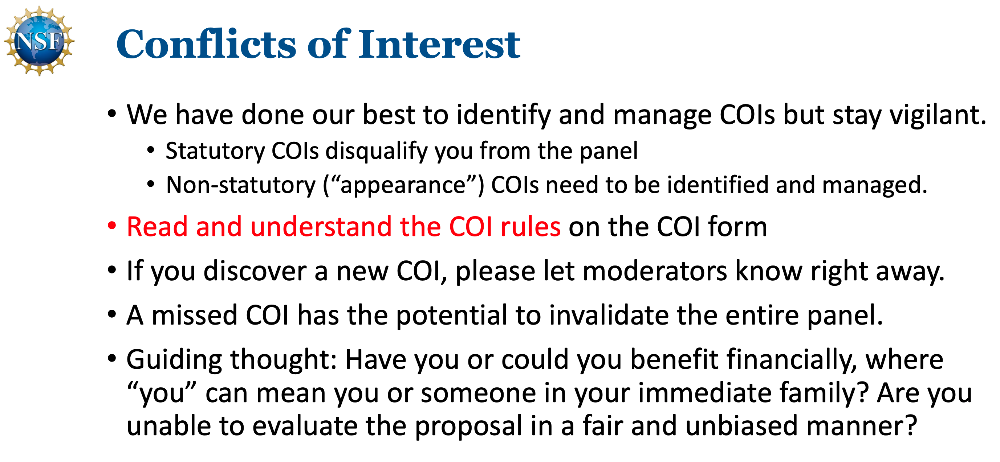 NSF
Conflicts of Interest
• We have done our best to identify and manage COIs but stay vigilant.
• Statutory COIs disqualify you from the panel
• Non-statutory (“appearance”) COIs need to be identified and managed.
• Read and understand the COI rules on the COI form
• If you discover a new COI, please let moderators know right away.
• A missed COI has the potential to invalidate the entire panel.
• Guiding thought: Have you or could you benefit financially, where
“you” can mean you or someone in your immediate family? Are you
unable to evaluate the proposal in a fair and unbiased manner?